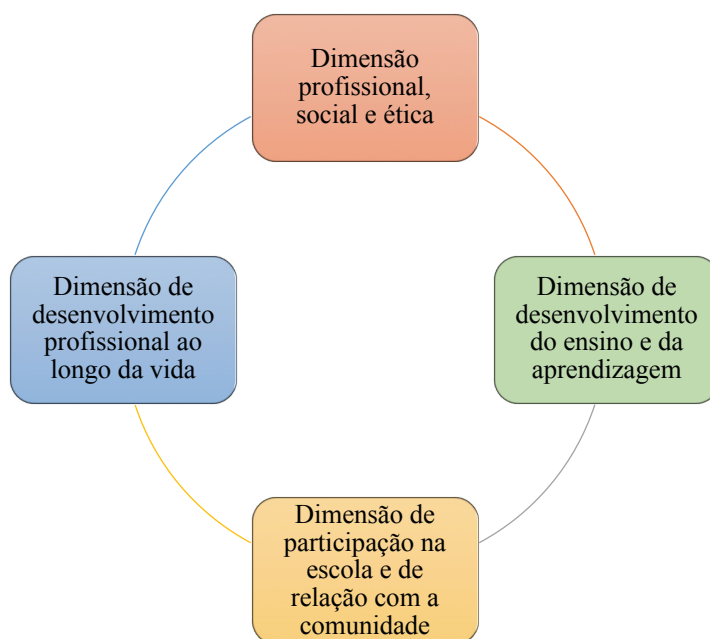 Dimensão
profissional,
social e ética
Dimensão de
desenvolvimento
profissional ao
longo da vida
Dimensão de
desenvolvimento
do ensino e da
aprendizagem
Dimensão de
participação na
escola e de
relação com a
comunidade